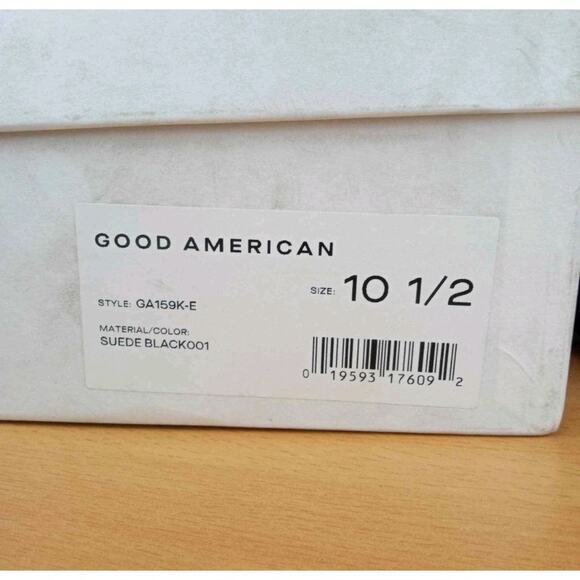 GOOD AMERICAN
SIZE: 10 1/2
STYLE: GA159K-E
MATERIAL/COLOR:
SUEDE BLACK001
0 19593 17609 2